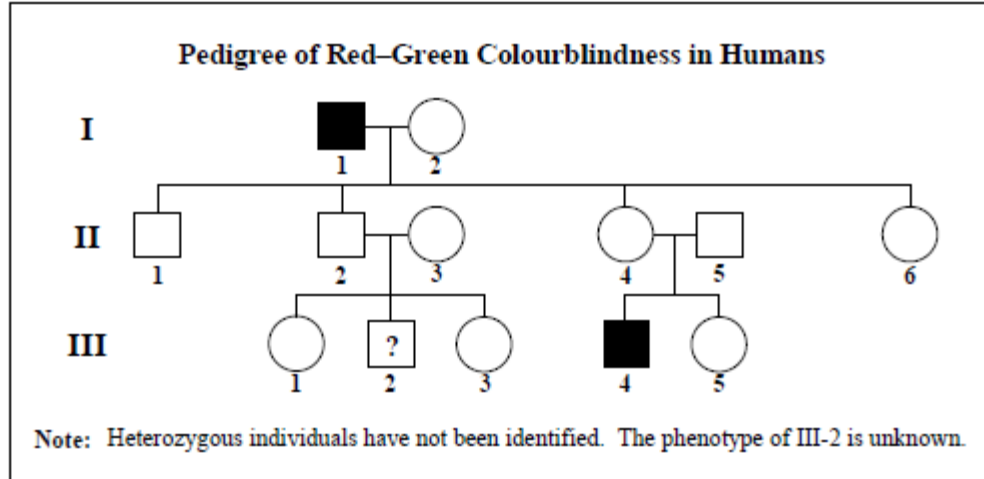 Pedigree of Red–Green Colourblindness in Humans
I
1 2
II
1 2 3 4 5 6
III
?
1 2 3 4 5
Note: Heterozygous individuals have not been identified. The phenotype of III-2 is unknown.